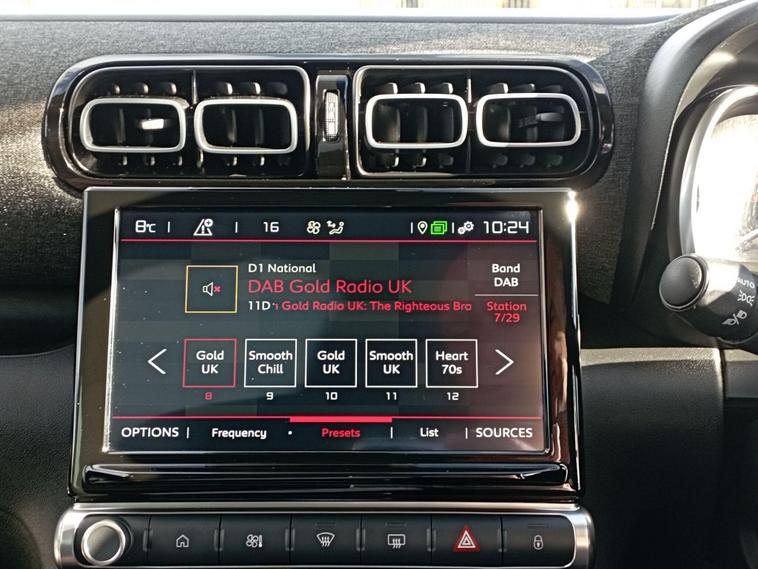 8°C | | 16 | | 10:24
D1 National
DAB Gold Radio UK
11D Gold Radio UK: The Righteous Bro
Band
DAB
Station
7/29
Gold UK
Smooth Chill
Gold UK
Smooth UK
Heart 70s
8 9 10 11 12
OPTIONS | Frequency • Presets | List | SOURCES
AUTO